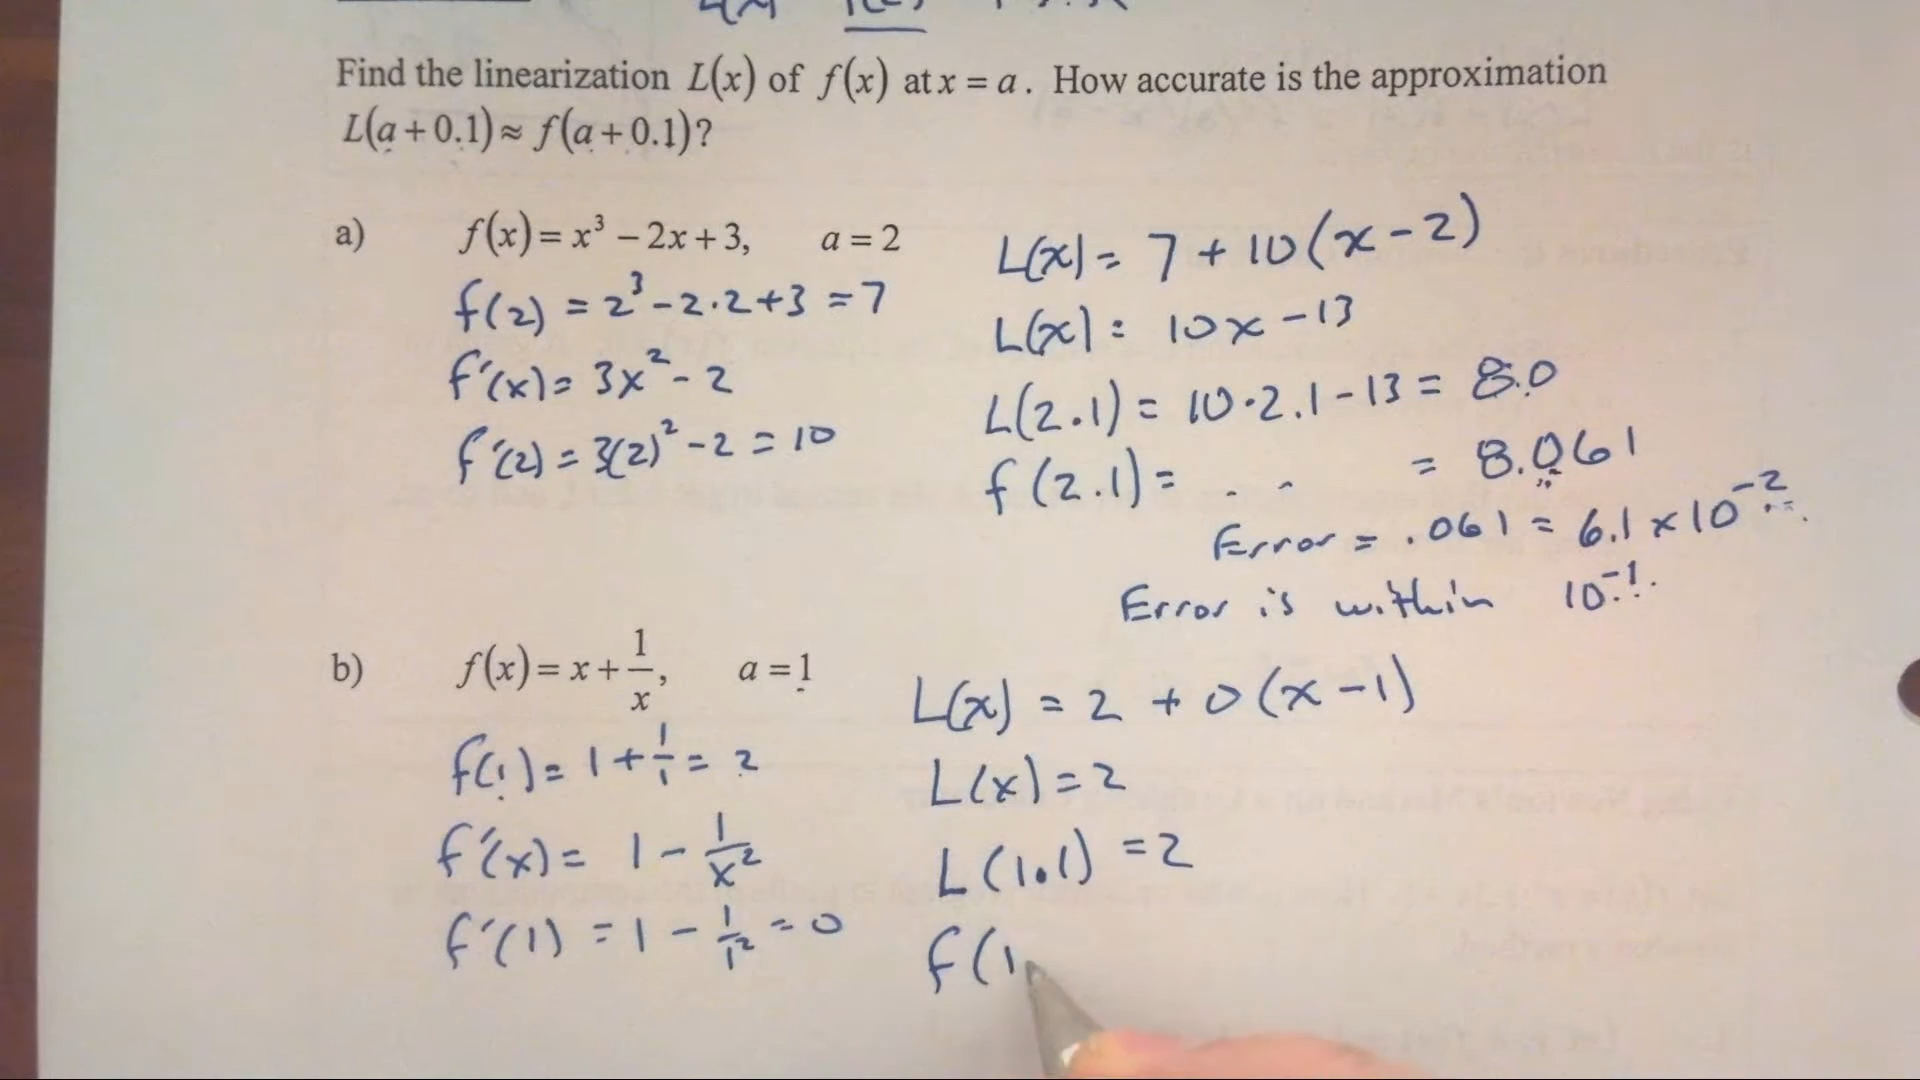 Find the linearization L(x) of f(x) at x = a. How accurate is the approximation
L(a+0.1) ≈ f(a+0.1)?
a) f(x) = x³ − 2x + 3, a = 2
f(2) = 2³ − 2·2 + 3 = 7
f'(x) = 3x² − 2
f'(2) = 3(2)² − 2 = 10
L(x) = 7 + 10(x − 2)
L(x) = 10x − 13
L(2.1) = 10·2.1 − 13 = 8.0
f(2.1) = . . = 8.061
Error = .061 = 6.1 × 10⁻²
Error is within 10⁻¹.
b) f(x) = x + 1/x, a = 1
f(1) = 1 + 1/1 = 2
f'(x) = 1 − 1/x²
f'(1) = 1 − 1/1² = 0
L(x) = 2 + 0(x − 1)
L(x) = 2
L(1.1) = 2
f(1